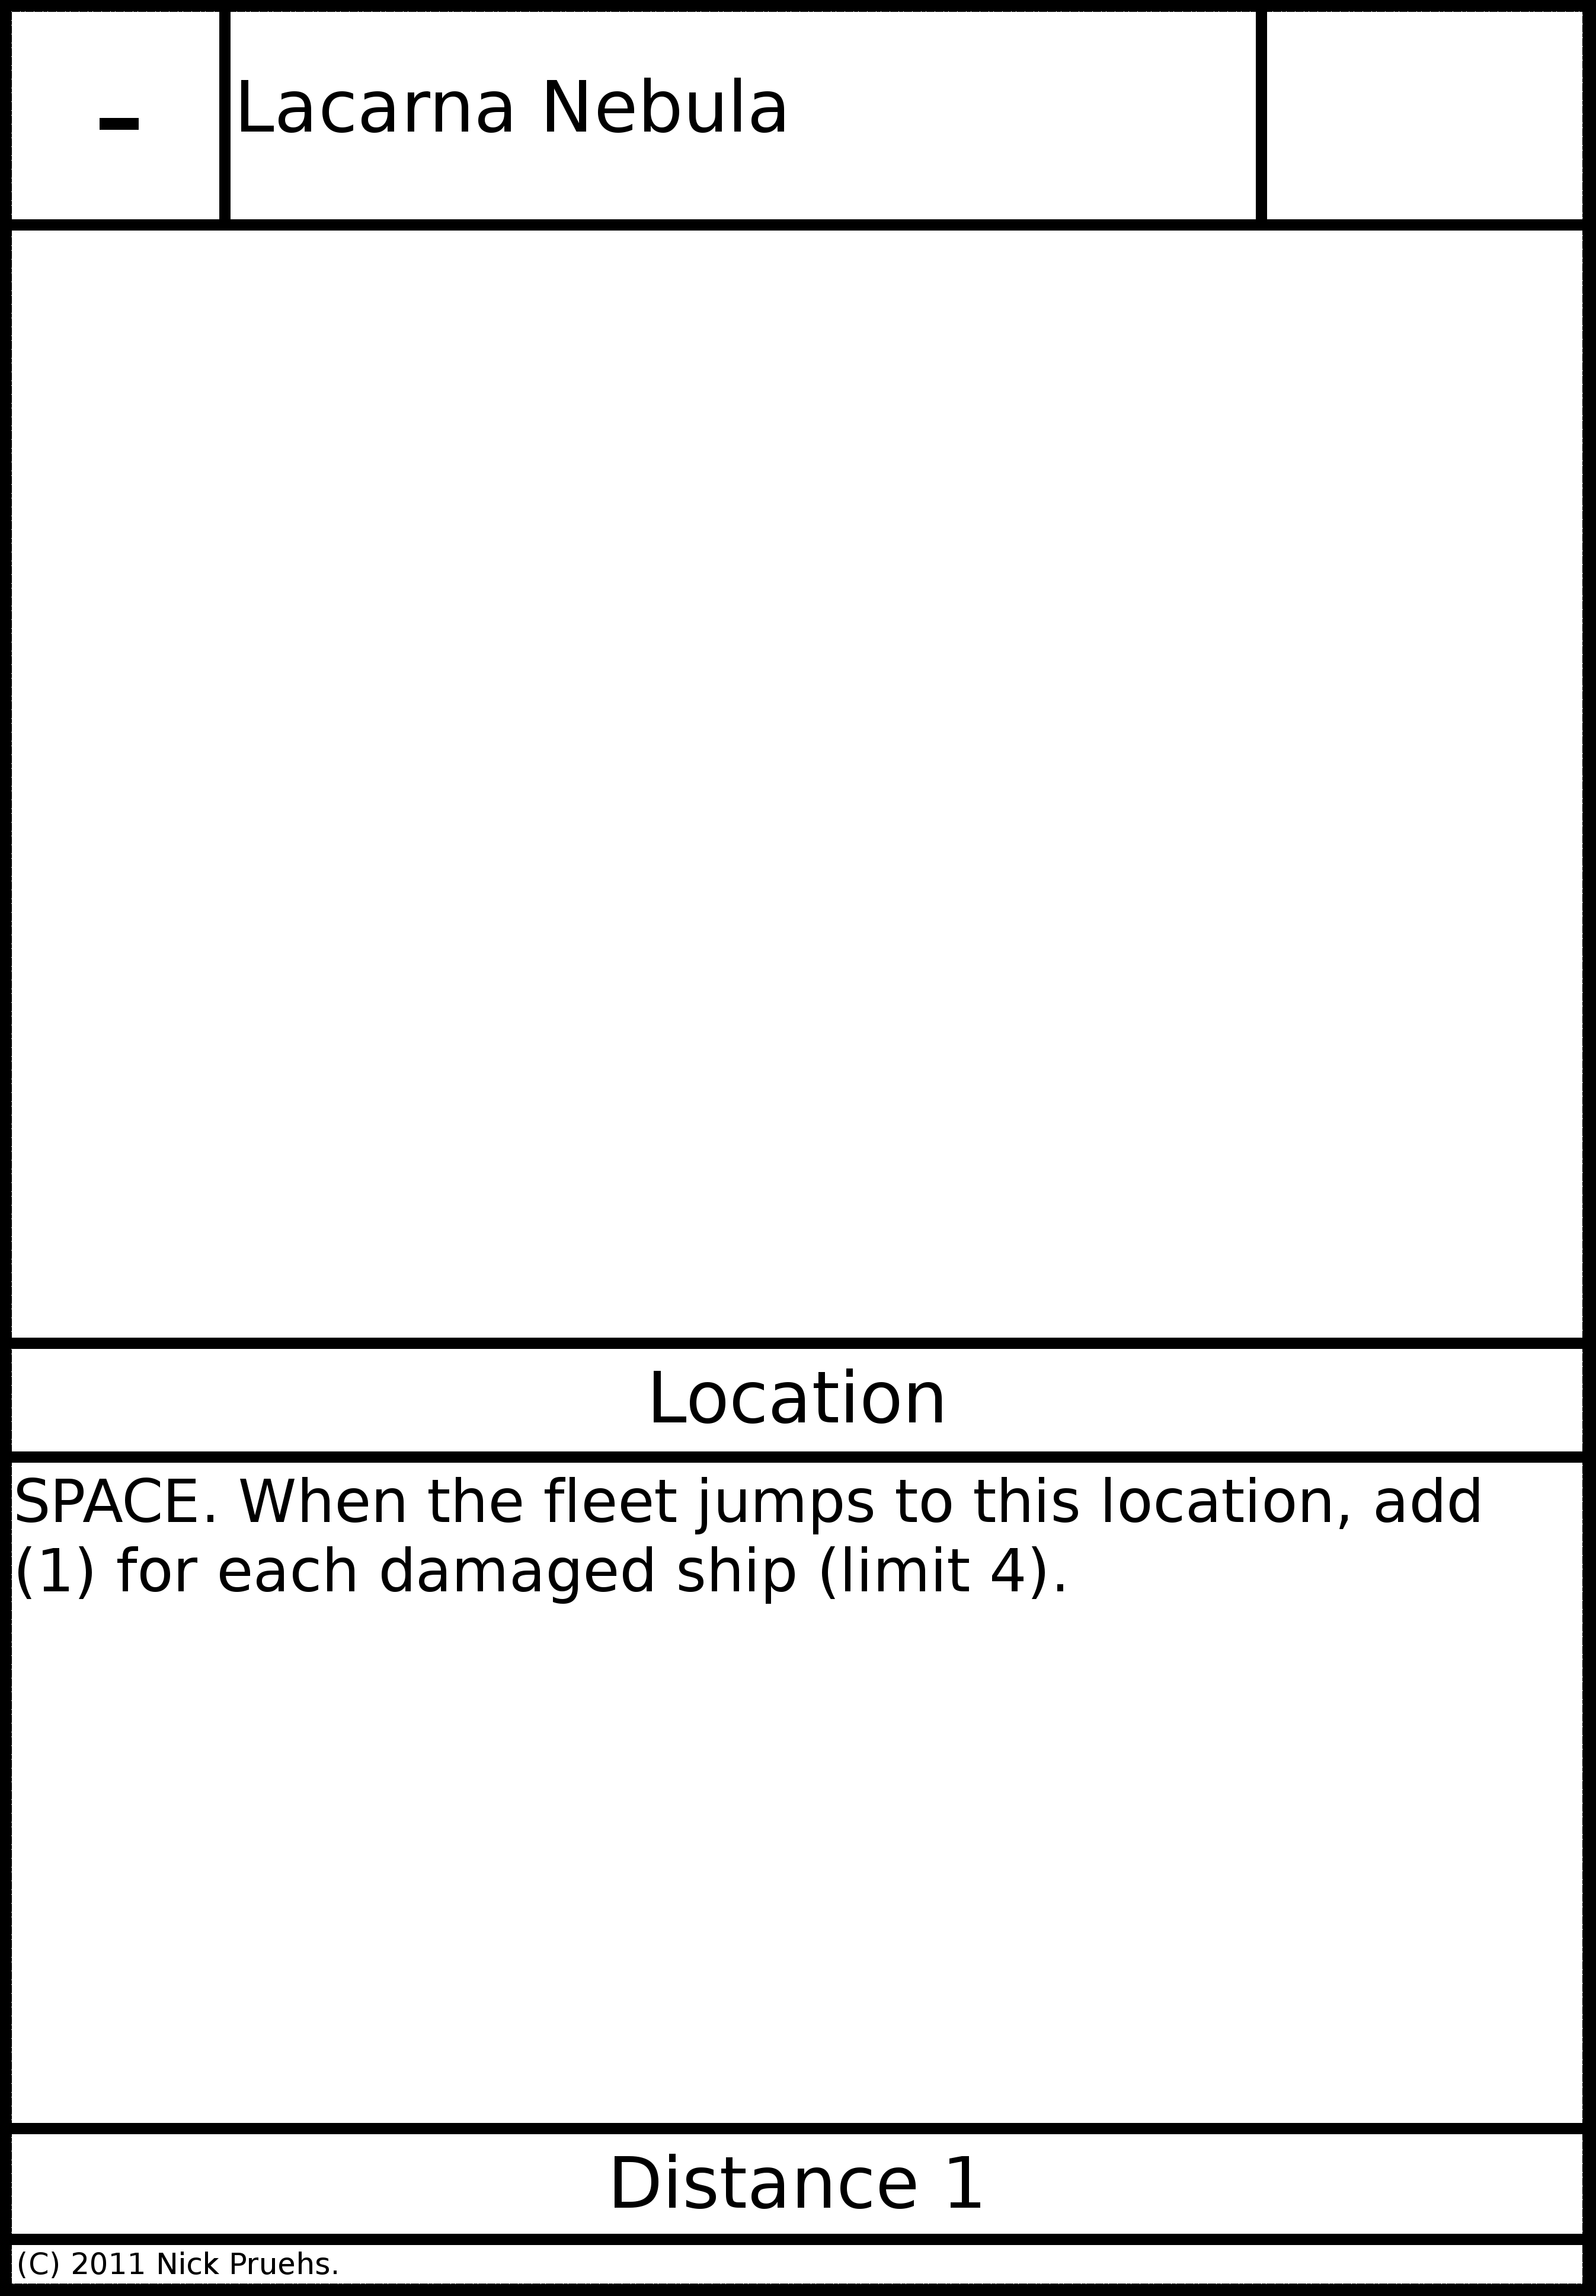 –
Lacarna Nebula
Location
SPACE. When the fleet jumps to this location, add
(1) for each damaged ship (limit 4).
Distance 1
(C) 2011 Nick Pruehs.